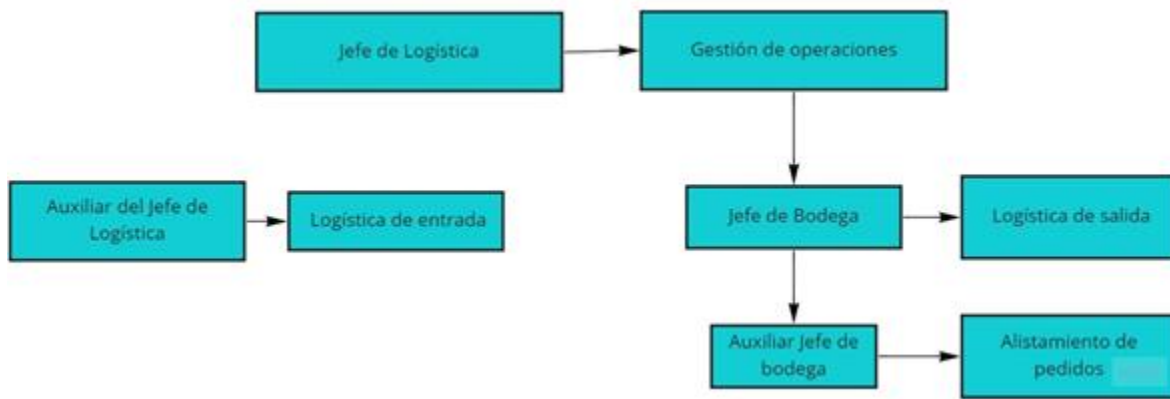 Jefe de Logística
Gestión de operaciones
Auxiliar del Jefe de
Logística
Logística de entrada
Jefe de Bodega
Logística de salida
Auxiliar Jefe de
bodega
Alistamiento de
pedidos